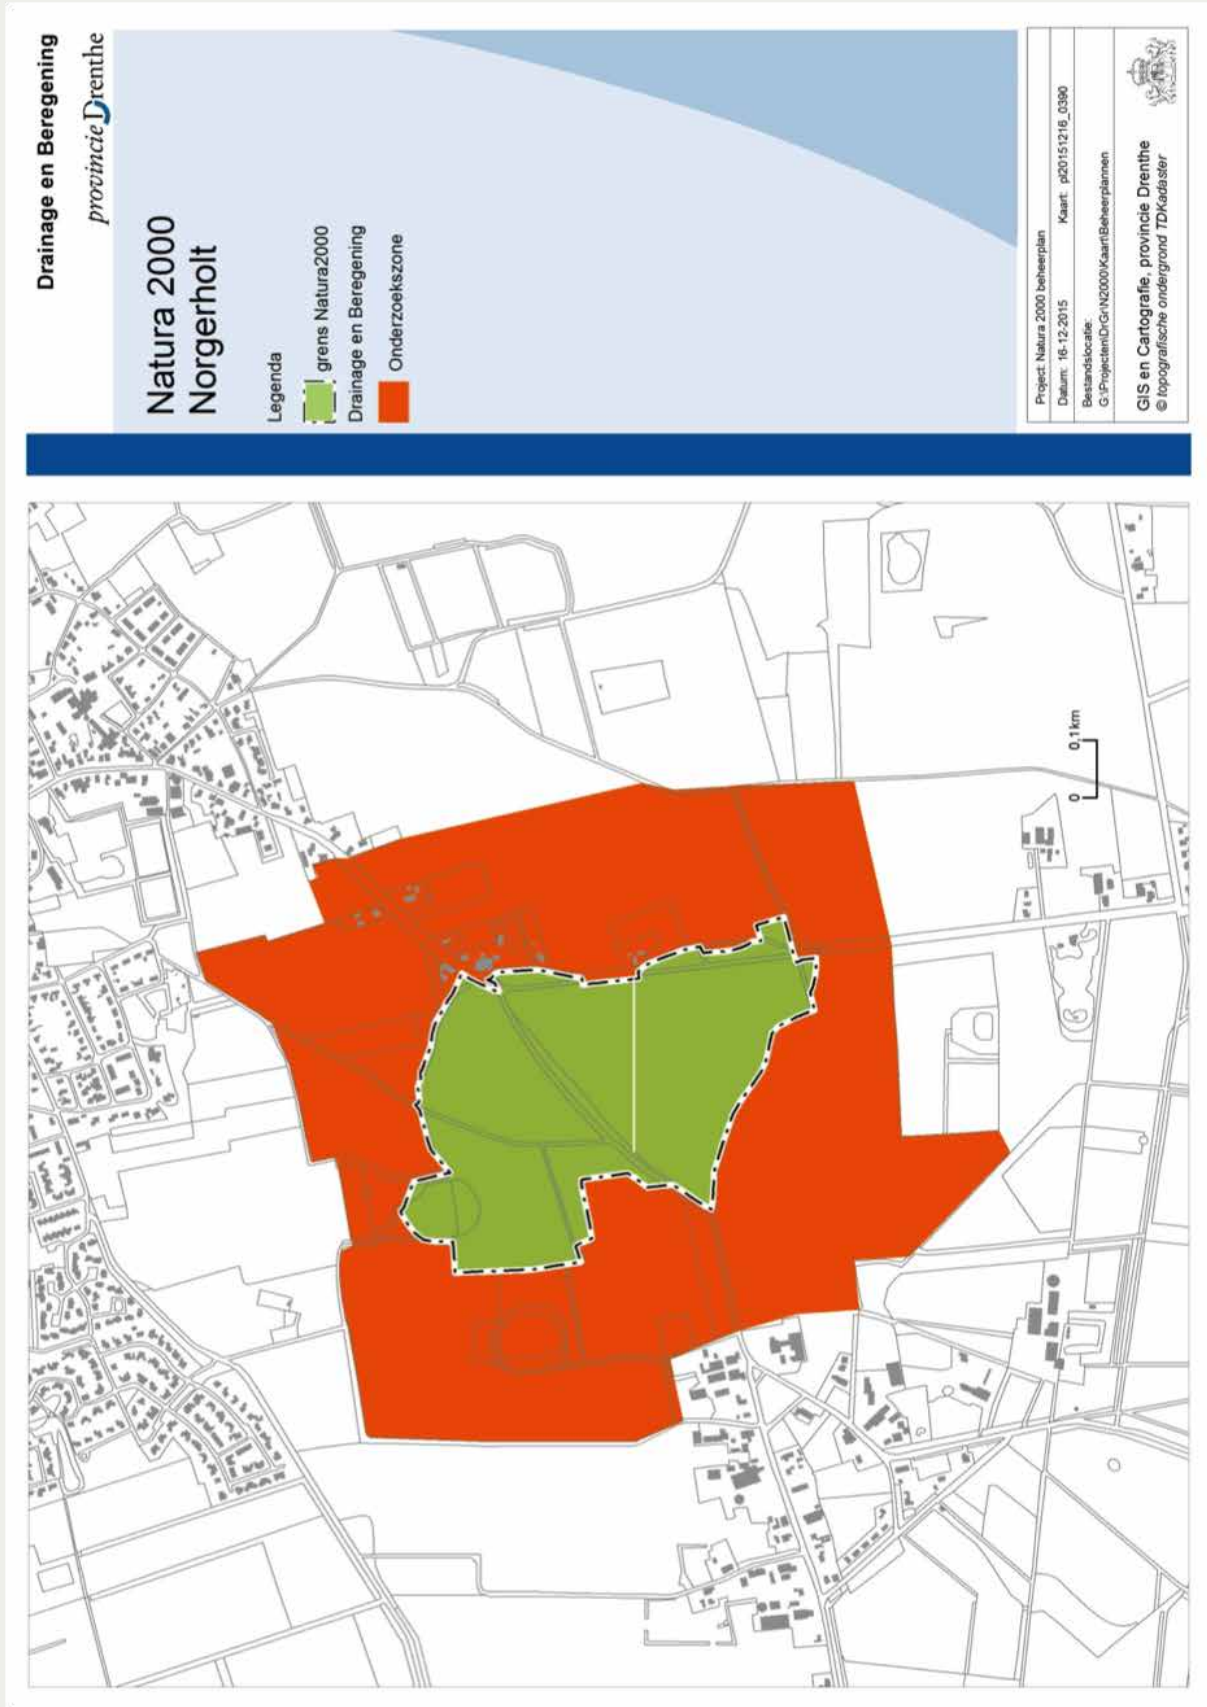 Drainage en Beregening
provincie Drenthe
Natura 2000
Norgerholt
Legenda
grens Natura2000
Drainage en Beregening
Onderzoekszone
Project: Natura 2000 beheerplan
Datum: 16-12-2015 Kaart: pl20151216_0390
Bestandslocatie:
G:\Projecten\DrGr\N2000\Kaart\Beheerplannen
GIS en Cartografie, provincie Drenthe
© topografische ondergrond TDKadaster
0 0,1 km